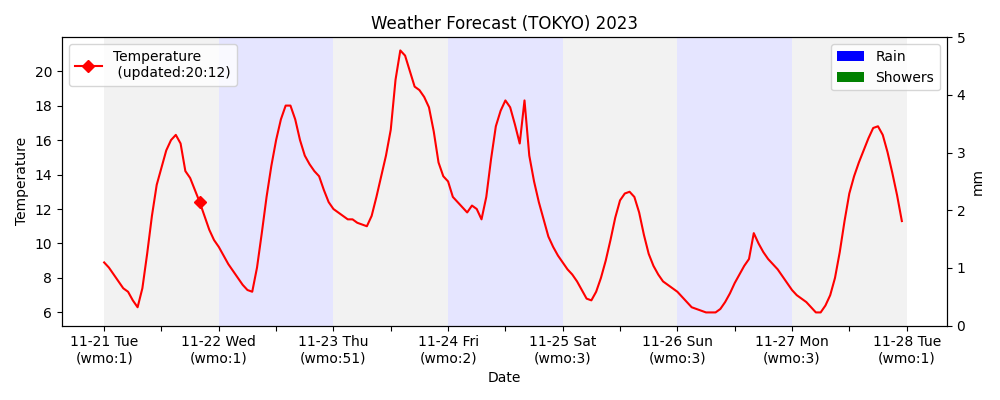 Weather Forecast (TOKYO) 2023
Temperature
(updated:20:12)
Rain
Showers
Temperature
20
18
16
14
12
10
8
6
5
4
3
2
1
0
mm
11-21 Tue
(wmo:1)
11-22 Wed
(wmo:1)
11-23 Thu
(wmo:51)
11-24 Fri
(wmo:2)
11-25 Sat
(wmo:3)
11-26 Sun
(wmo:3)
11-27 Mon
(wmo:3)
11-28 Tue
(wmo:1)
Date